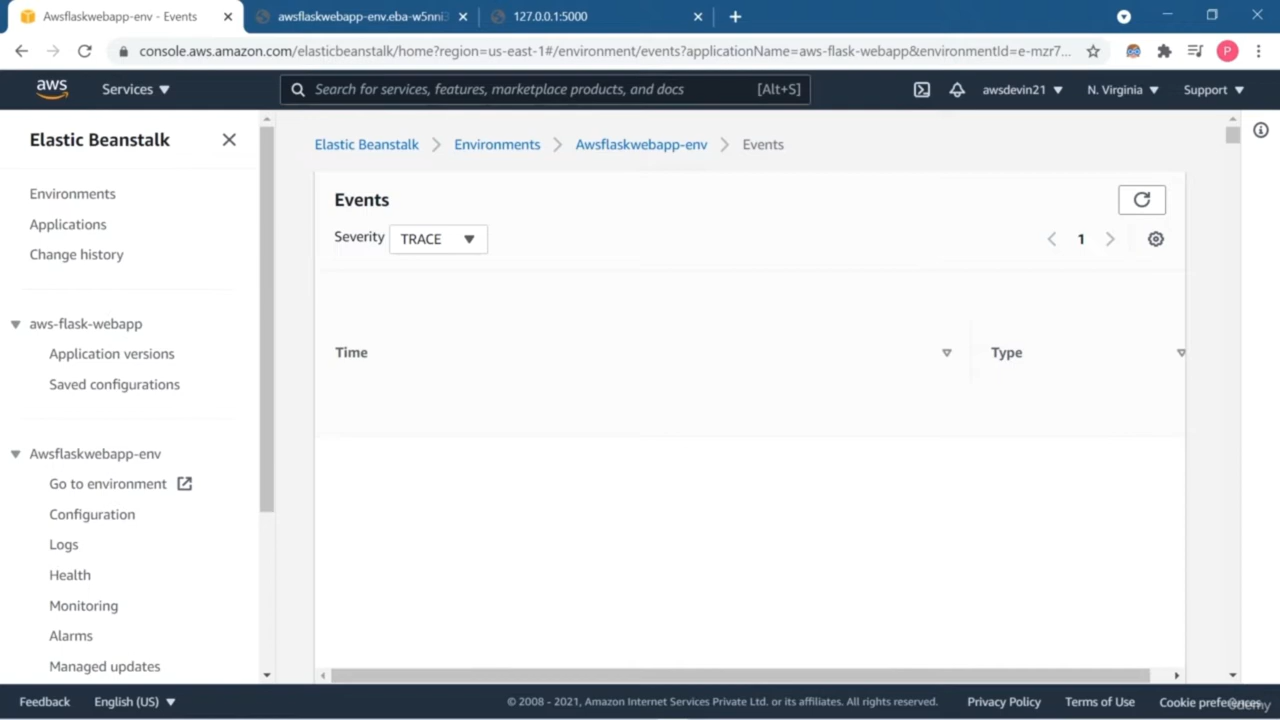 Awsflaskwebapp-env - Events
awsflaskwebapp-env.eba-w5nni3
127.0.0.1:5000
console.aws.amazon.com/elasticbeanstalk/home?region=us-east-1#/environment/events?applicationName=aws-flask-webapp&environmentId=e-mzr7...
P
aws
Services
Search for services, features, marketplace products, and docs
[Alt+S]
awsdevin21
N. Virginia
Support
Elastic Beanstalk
Environments
Applications
Change history
aws-flask-webapp
Application versions
Saved configurations
Awsflaskwebapp-env
Go to environment
Configuration
Logs
Health
Monitoring
Alarms
Managed updates
Elastic Beanstalk
Environments
Awsflaskwebapp-env
Events
Events
Severity
TRACE
1
Time
Type
Feedback
English (US)
© 2008 - 2021, Amazon Internet Services Private Ltd. or its affiliates. All rights reserved.
Privacy Policy
Terms of Use
Cookie preferences